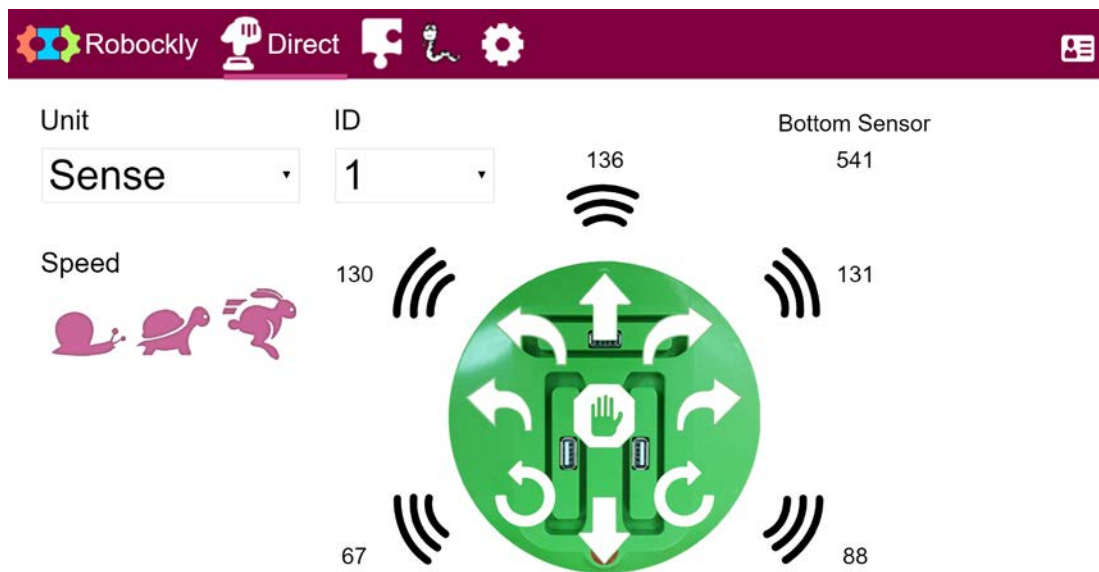 Robockly
Direct
Unit
ID
Bottom Sensor
Sense
1
136
541
Speed
130
131
67
88